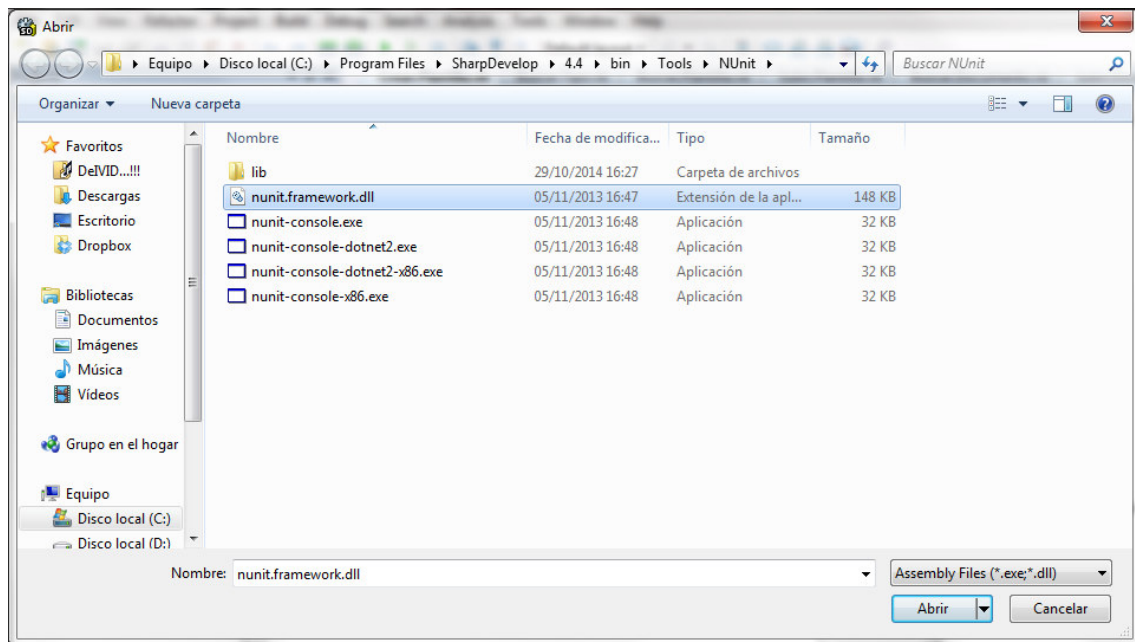 Abrir
Equipo Disco local (C:) Program Files SharpDevelop 4.4 bin Tools NUnit Buscar NUnit
Organizar Nueva carpeta
Nombre Fecha de modifica... Tipo Tamaño
Favoritos
DeIVID...!!!
Descargas
Escritorio
Dropbox
Bibliotecas
Documentos
Imágenes
Música
Vídeos
Grupo en el hogar
Equipo
Disco local (C:)
Disco local (D:)
lib 29/10/2014 16:27 Carpeta de archivos
nunit.framework.dll 05/11/2013 16:47 Extensión de la apl... 148 KB
nunit-console.exe 05/11/2013 16:48 Aplicación 32 KB
nunit-console-dotnet2.exe 05/11/2013 16:48 Aplicación 32 KB
nunit-console-dotnet2-x86.exe 05/11/2013 16:48 Aplicación 32 KB
nunit-console-x86.exe 05/11/2013 16:48 Aplicación 32 KB
Nombre: nunit.framework.dll Assembly Files (*.exe;*.dll)
Abrir Cancelar